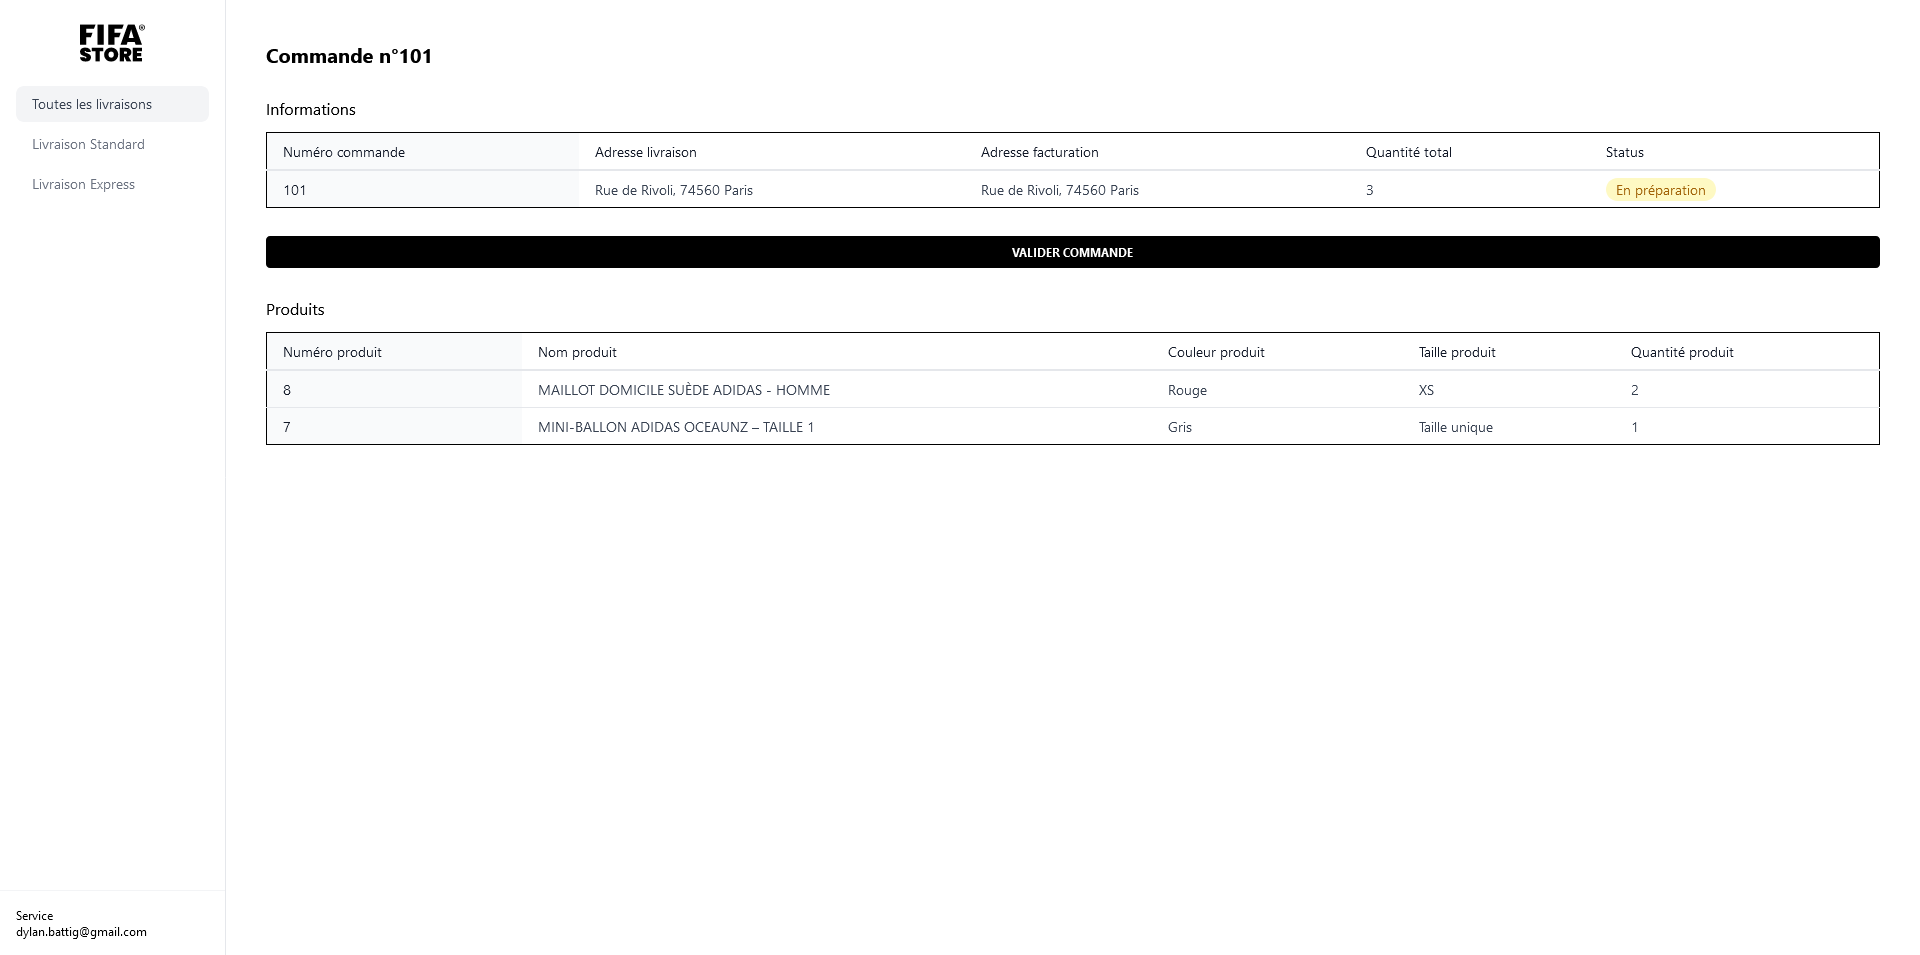 FIFA®
STORE
Toutes les livraisons
Livraison Standard
Livraison Express
Service
dylan.battig@gmail.com
Commande n°101
Informations
Numéro commande Adresse livraison Adresse facturation Quantité total Status
101 Rue de Rivoli, 74560 Paris Rue de Rivoli, 74560 Paris 3 En préparation
VALIDER COMMANDE
Produits
Numéro produit Nom produit Couleur produit Taille produit Quantité produit
8 MAILLOT DOMICILE SUÈDE ADIDAS - HOMME Rouge XS 2
7 MINI-BALLON ADIDAS OCEAUNZ – TAILLE 1 Gris Taille unique 1